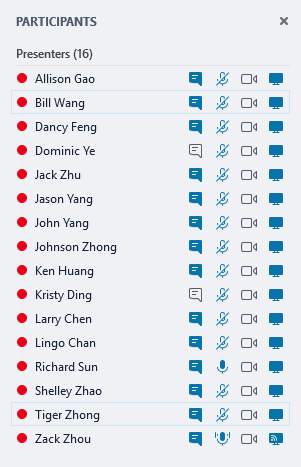 PARTICIPANTS
Presenters (16)
Allison Gao
Bill Wang
Dancy Feng
Dominic Ye
Jack Zhu
Jason Yang
John Yang
Johnson Zhong
Ken Huang
Kristy Ding
Larry Chen
Lingo Chan
Richard Sun
Shelley Zhao
Tiger Zhong
Zack Zhou